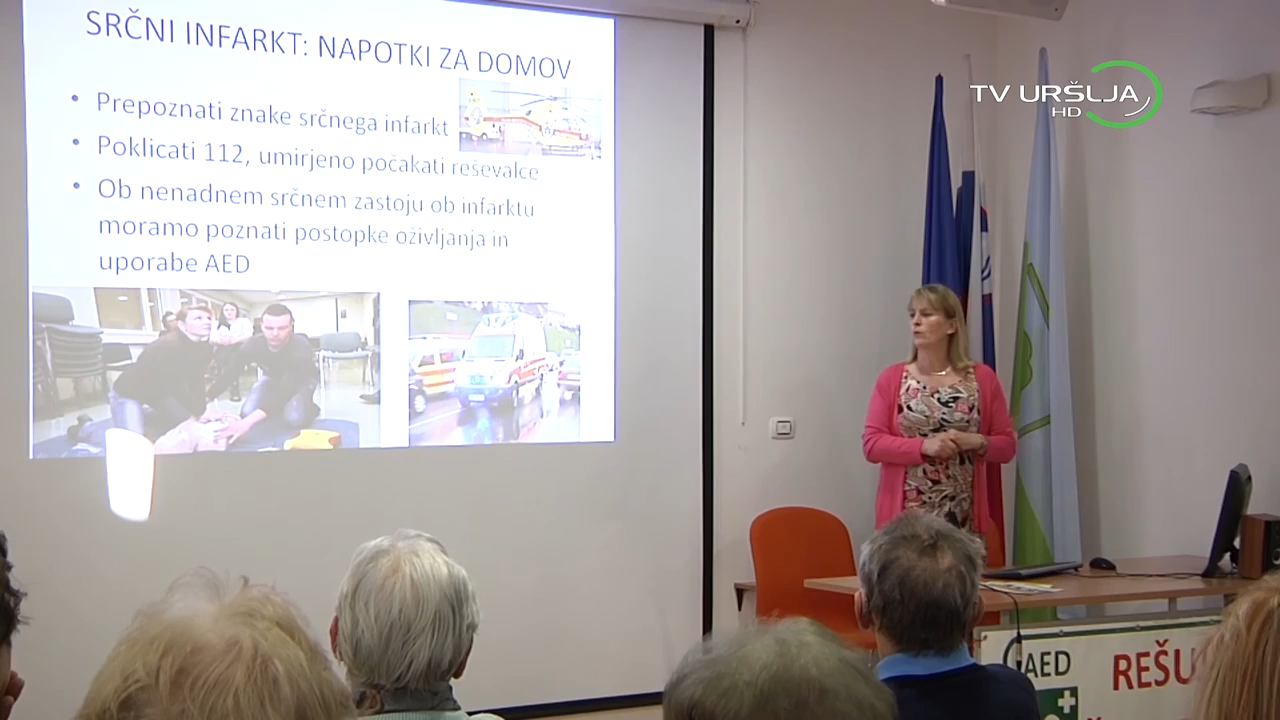 SRČNI INFARKT: NAPOTKI ZA DOMOV
• Prepoznati znake srčnega infarkt
• Poklicati 112, umirjeno počakati reševalce
• Ob nenadnem srčnem zastoju ob infarktu
moramo poznati postopke oživljanja in
uporabe AED
TV URŠLJA
HD
AED